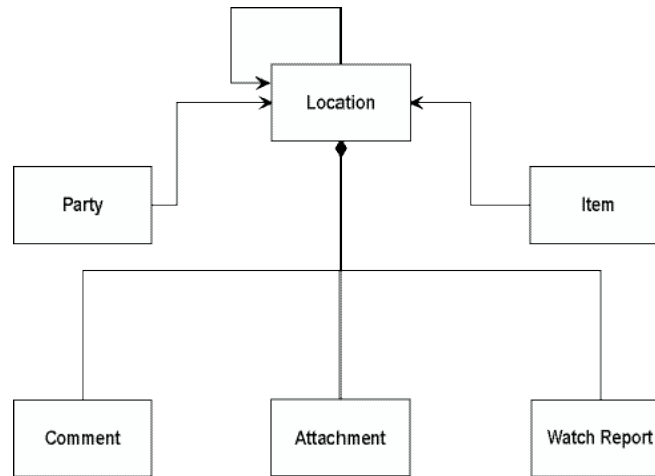 Location
Party
Item
Comment
Attachment
Watch Report